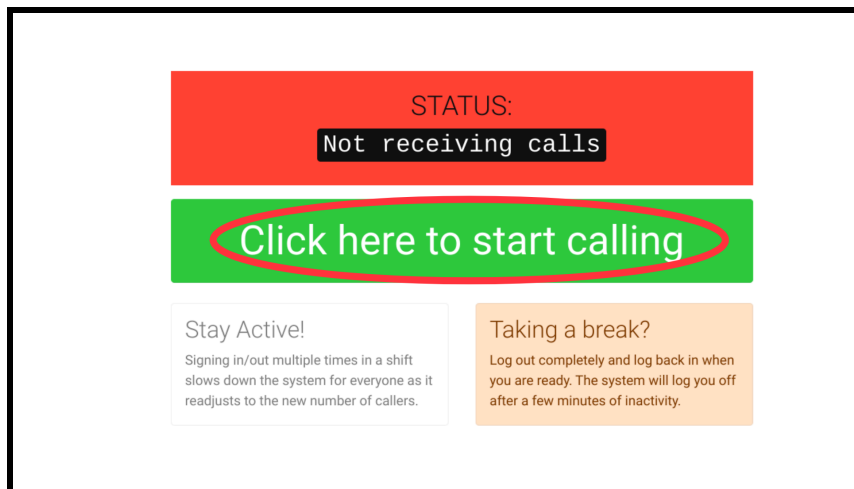 STATUS:
Not receiving calls
Click here to start calling
Stay Active!
Signing in/out multiple times in a shift
slows down the system for everyone as it
readjusts to the new number of callers.
Taking a break?
Log out completely and log back in when
you are ready. The system will log you off
after a few minutes of inactivity.